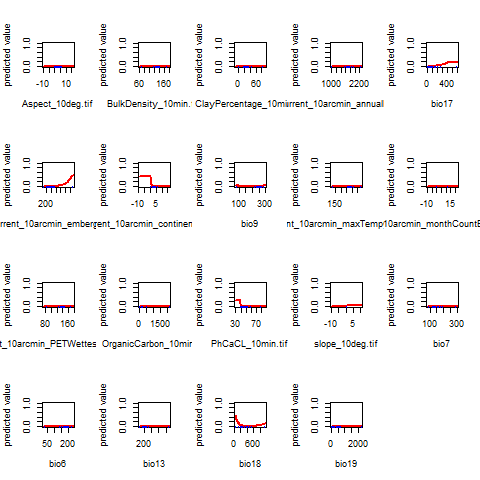 predicted value predicted value predicted value predicted value predicted value
0.0 1.0 0.0 1.0 0.0 1.0 0.0 1.0 0.0 1.0
-10 10 60 160 0 60 1000 2200 0 400
Aspect_10deg.tif BulkDensity_10min. ClayPercentage_10mi rrent_10arcmin_annual bio17
predicted value predicted value predicted value predicted value predicted value
0.0 1.0 0.0 1.0 0.0 1.0 0.0 1.0 0.0 1.0
200 -10 5 100 300 150 -10 15
rrent_10arcmin_emberg ent_10arcmin_continen bio9 nt_10arcmin_maxTemp 10arcmin_monthCountB
predicted value predicted value predicted value predicted value predicted value
0.0 1.0 0.0 1.0 0.0 1.0 0.0 1.0 0.0 1.0
80 160 0 1500 30 70 -10 5 100 300
t_10arcmin_PETWettes OrganicCarbon_10mir PhCaCL_10min.tif slope_10deg.tif bio7
predicted value predicted value predicted value predicted value
0.0 1.0 0.0 1.0 0.0 1.0 0.0 1.0
50 200 200 0 600 0 2000
bio6 bio13 bio18 bio19